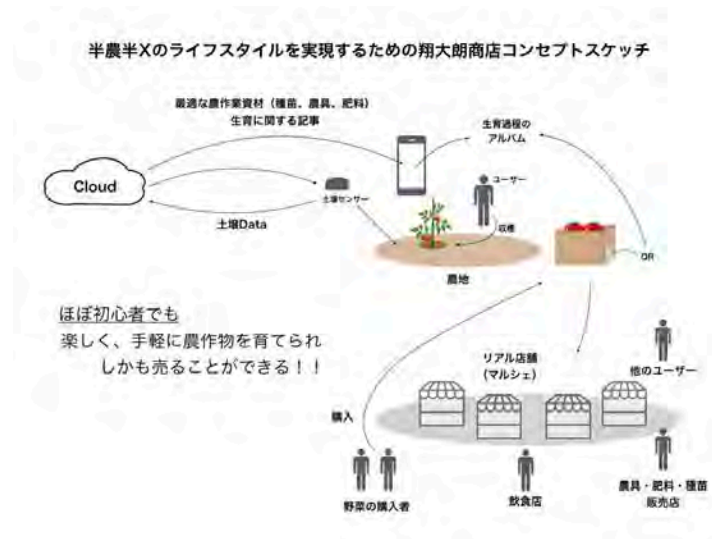 半農半Xのライフスタイルを実現するための翔大朗商店コンセプトスケッチ
最適な農作業資材（種苗、農具、肥料）
生育に関する記事
生育過程の
アルバム
Cloud
ユーザー
土壌センサー
土壌Data
収穫
QR
農地
ほぼ初心者でも
楽しく、手軽に農作物を育てられ
しかも売ることができる！！
リアル店舗
（マルシェ）
他のユーザー
購入
野菜の購入者
飲食店
農具・肥料・種苗
販売店